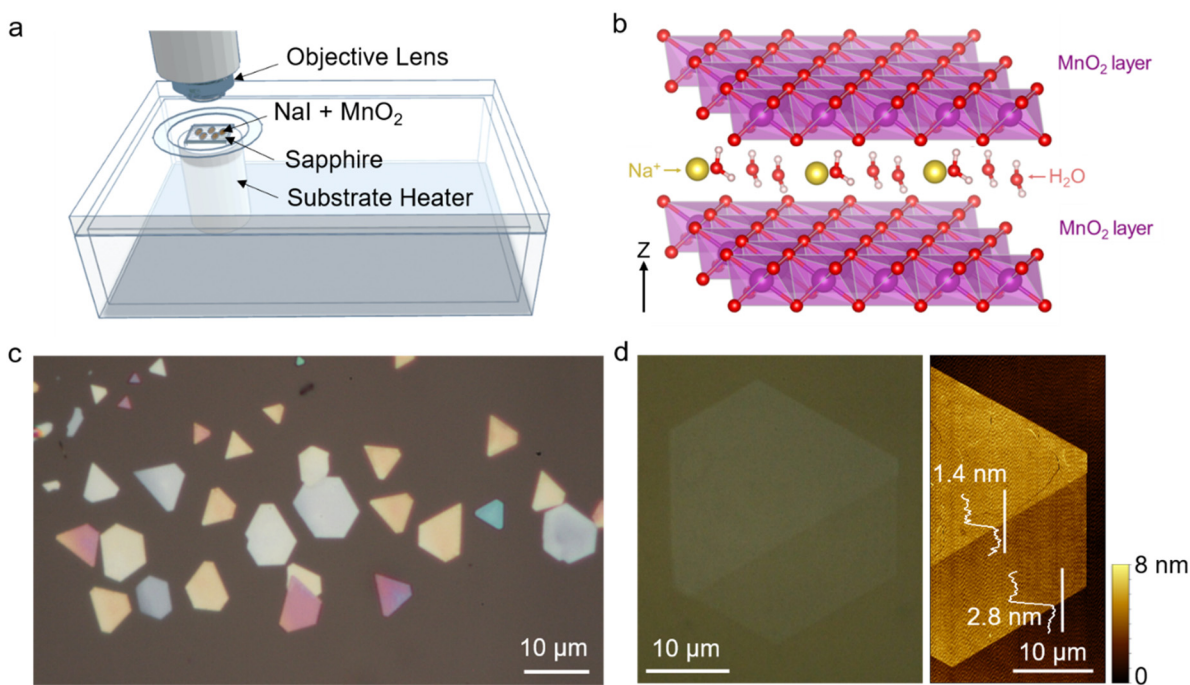 a
Objective Lens
NaI + MnO₂
Sapphire
Substrate Heater
b
MnO₂ layer
Na⁺
H₂O
MnO₂ layer
Z
c
10 µm
d
10 µm
1.4 nm
2.8 nm
10 µm
8 nm
0